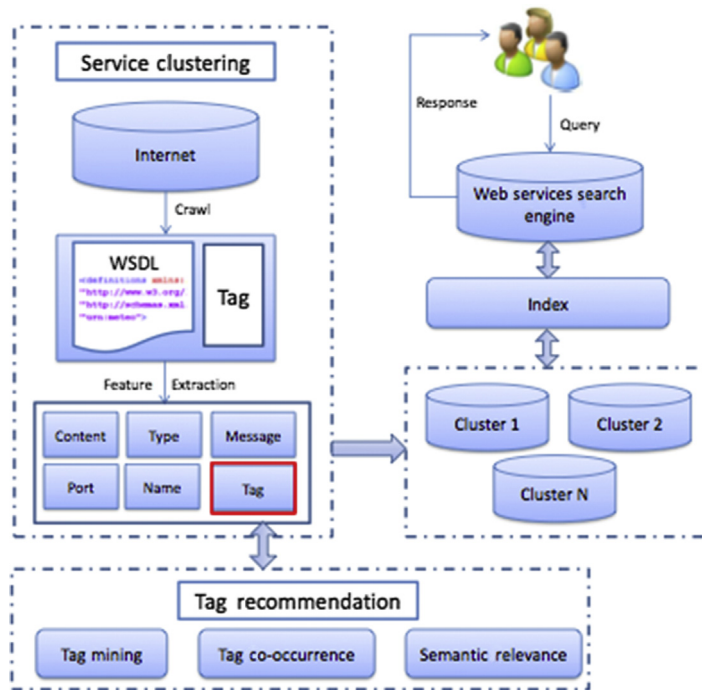 Service clustering
Internet
Crawl
WSDL
<definitions xmlns:
"http://www.w3.org/
"http://schemas.xml
"urn:meteo">
Tag
Feature Extraction
Content
Type
Message
Port
Name
Tag
Response
Query
Web services search
engine
Index
Cluster 1
Cluster 2
Cluster N
Tag recommendation
Tag mining
Tag co-occurrence
Semantic relevance